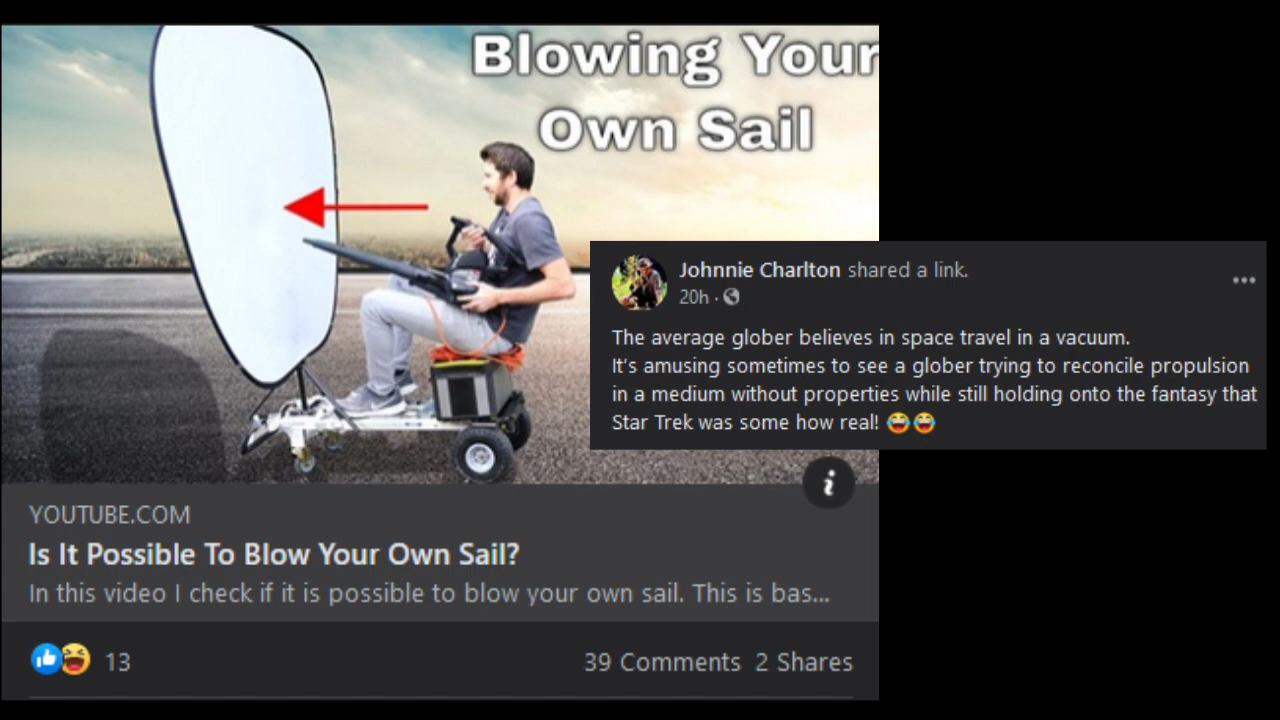 Blowing Your
Own Sail
Johnnie Charlton shared a link.
20h ·
The average glober believes in space travel in a vacuum.
It's amusing sometimes to see a glober trying to reconcile propulsion
in a medium without properties while still holding onto the fantasy that
Star Trek was some how real! 😂😂
i
YOUTUBE.COM
Is It Possible To Blow Your Own Sail?
In this video I check if it is possible to blow your own sail. This is bas...
13
39 Comments 2 Shares